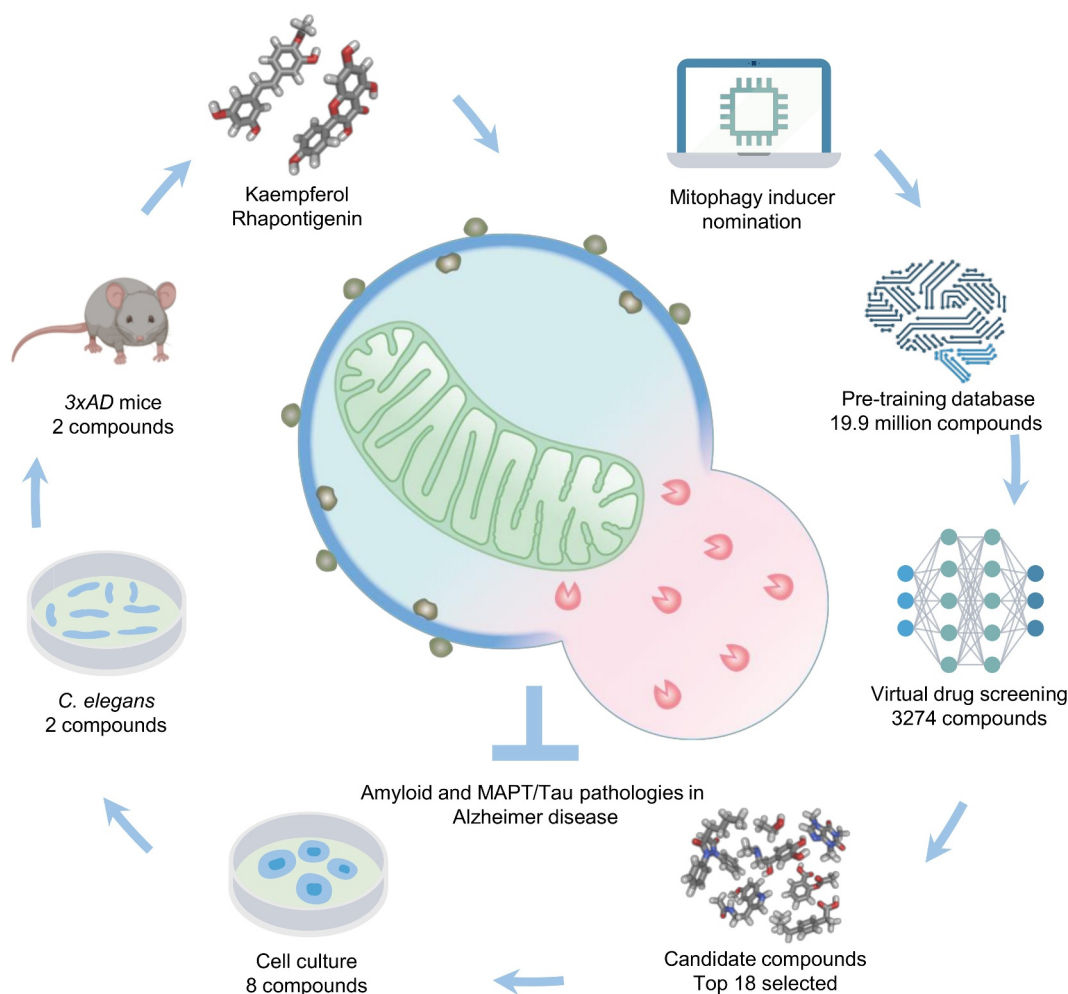 Kaempferol
Rhapontigenin
Mitophagy inducer
nomination
Pre-training database
19.9 million compounds
Virtual drug screening
3274 compounds
Candidate compounds
Top 18 selected
Cell culture
8 compounds
C. elegans
2 compounds
3xAD mice
2 compounds
Amyloid and MAPT/Tau pathologies in
Alzheimer disease